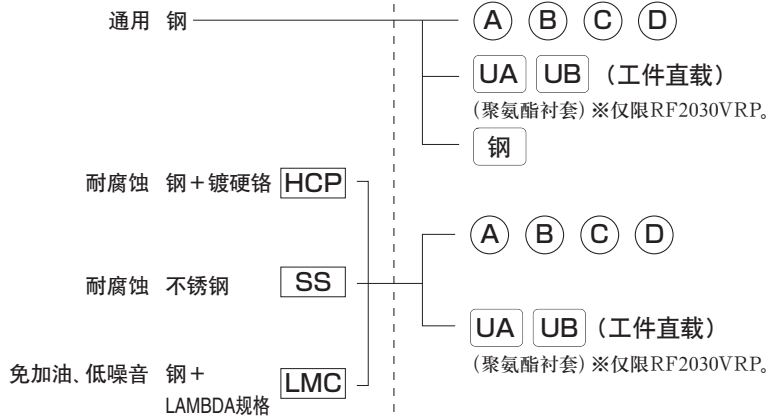 通用 钢 A B C D
UA UB （工件直载）
（聚氨酯衬套）※仅限RF2030VRP。
钢
耐腐蚀 钢＋镀硬铬 HCP
A B C D
耐腐蚀 不锈钢 SS
UA UB （工件直载）
（聚氨酯衬套）※仅限RF2030VRP。
免加油、低噪音 钢＋ LMC
LAMBDA规格